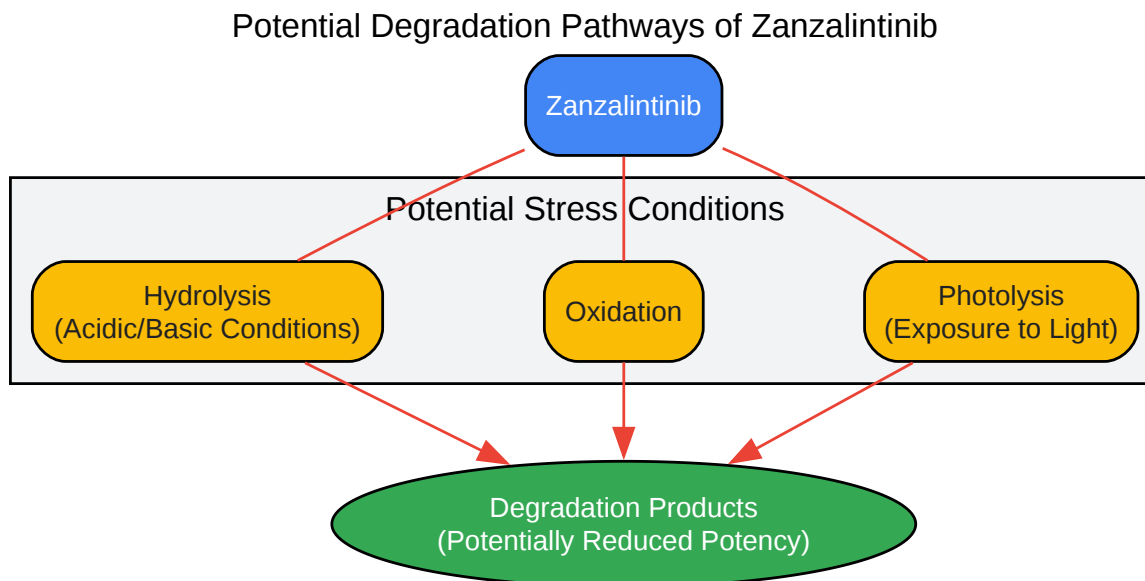 Potential Degradation Pathways of Zanzalintinib
Zanzalintinib
Potential Stress Conditions
Hydrolysis
(Acidic/Basic Conditions)
Oxidation
Photolysis
(Exposure to Light)
Degradation Products
(Potentially Reduced Potency)